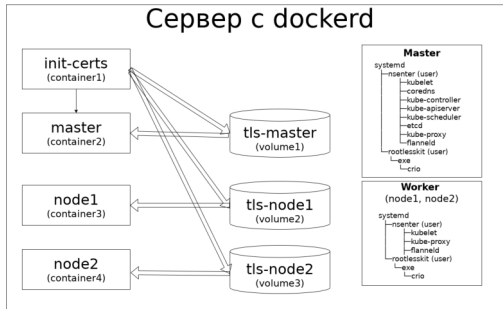 Сервер с dockerd
init-certs
(container1)
master
(container2)
node1
(container3)
node2
(container4)
tls-master
(volume1)
tls-node1
(volume2)
tls-node2
(volume3)
Master
systemd
nsenter (user)
kubelet
coredns
kube-controller
kube-apiserver
kube-scheduler
etcd
kube-proxy
flanneld
rootlesskit (user)
exe
crio
Worker
(node1, node2)
systemd
nsenter (user)
kubelet
kube-proxy
flanneld
rootlesskit (user)
exe
crio